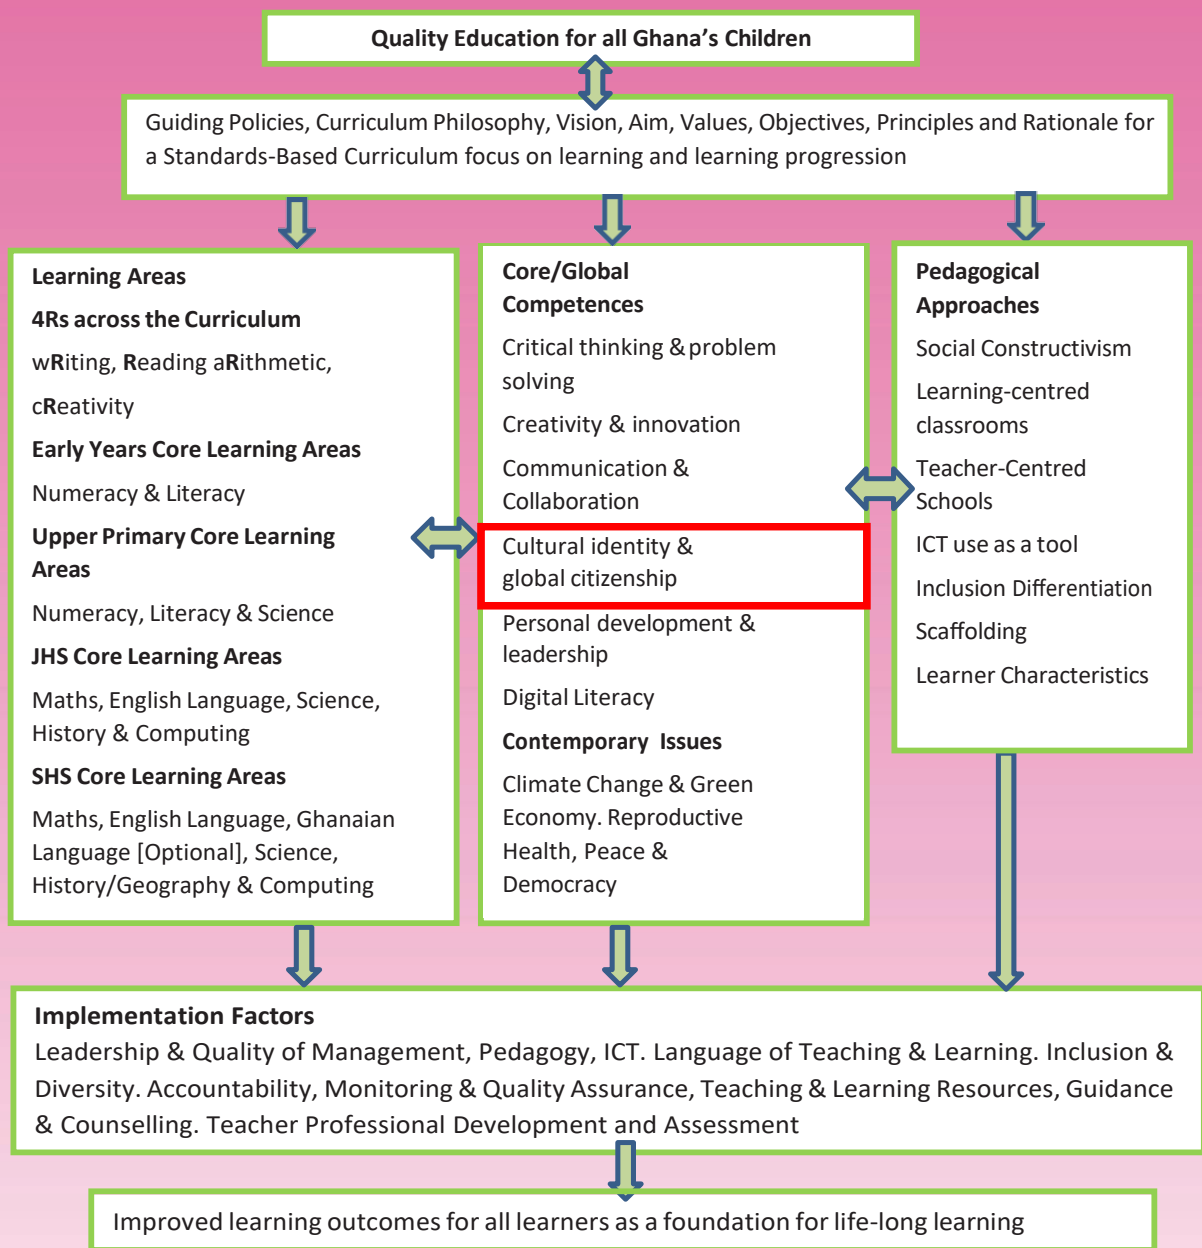 Quality Education for all Ghana’s Children
Guiding Policies, Curriculum Philosophy, Vision, Aim, Values, Objectives, Principles and Rationale for
a Standards-Based Curriculum focus on learning and learning progression
Learning Areas
4Rs across the Curriculum
wRiting, Reading aRithmetic,
cReativity
Early Years Core Learning Areas
Numeracy & Literacy
Upper Primary Core Learning
Areas
Numeracy, Literacy & Science
JHS Core Learning Areas
Maths, English Language, Science,
History & Computing
SHS Core Learning Areas
Maths, English Language, Ghanaian
Language [Optional], Science,
History/Geography & Computing
Core/Global
Competences
Critical thinking & problem
solving
Creativity & innovation
Communication &
Collaboration
Cultural identity &
global citizenship
Personal development &
leadership
Digital Literacy
Contemporary Issues
Climate Change & Green
Economy. Reproductive
Health, Peace &
Democracy
Pedagogical
Approaches
Social Constructivism
Learning-centred
classrooms
Teacher-Centred
Schools
ICT use as a tool
Inclusion Differentiation
Scaffolding
Learner Characteristics
Implementation Factors
Leadership & Quality of Management, Pedagogy, ICT. Language of Teaching & Learning. Inclusion &
Diversity. Accountability, Monitoring & Quality Assurance, Teaching & Learning Resources, Guidance
& Counselling. Teacher Professional Development and Assessment
Improved learning outcomes for all learners as a foundation for life-long learning